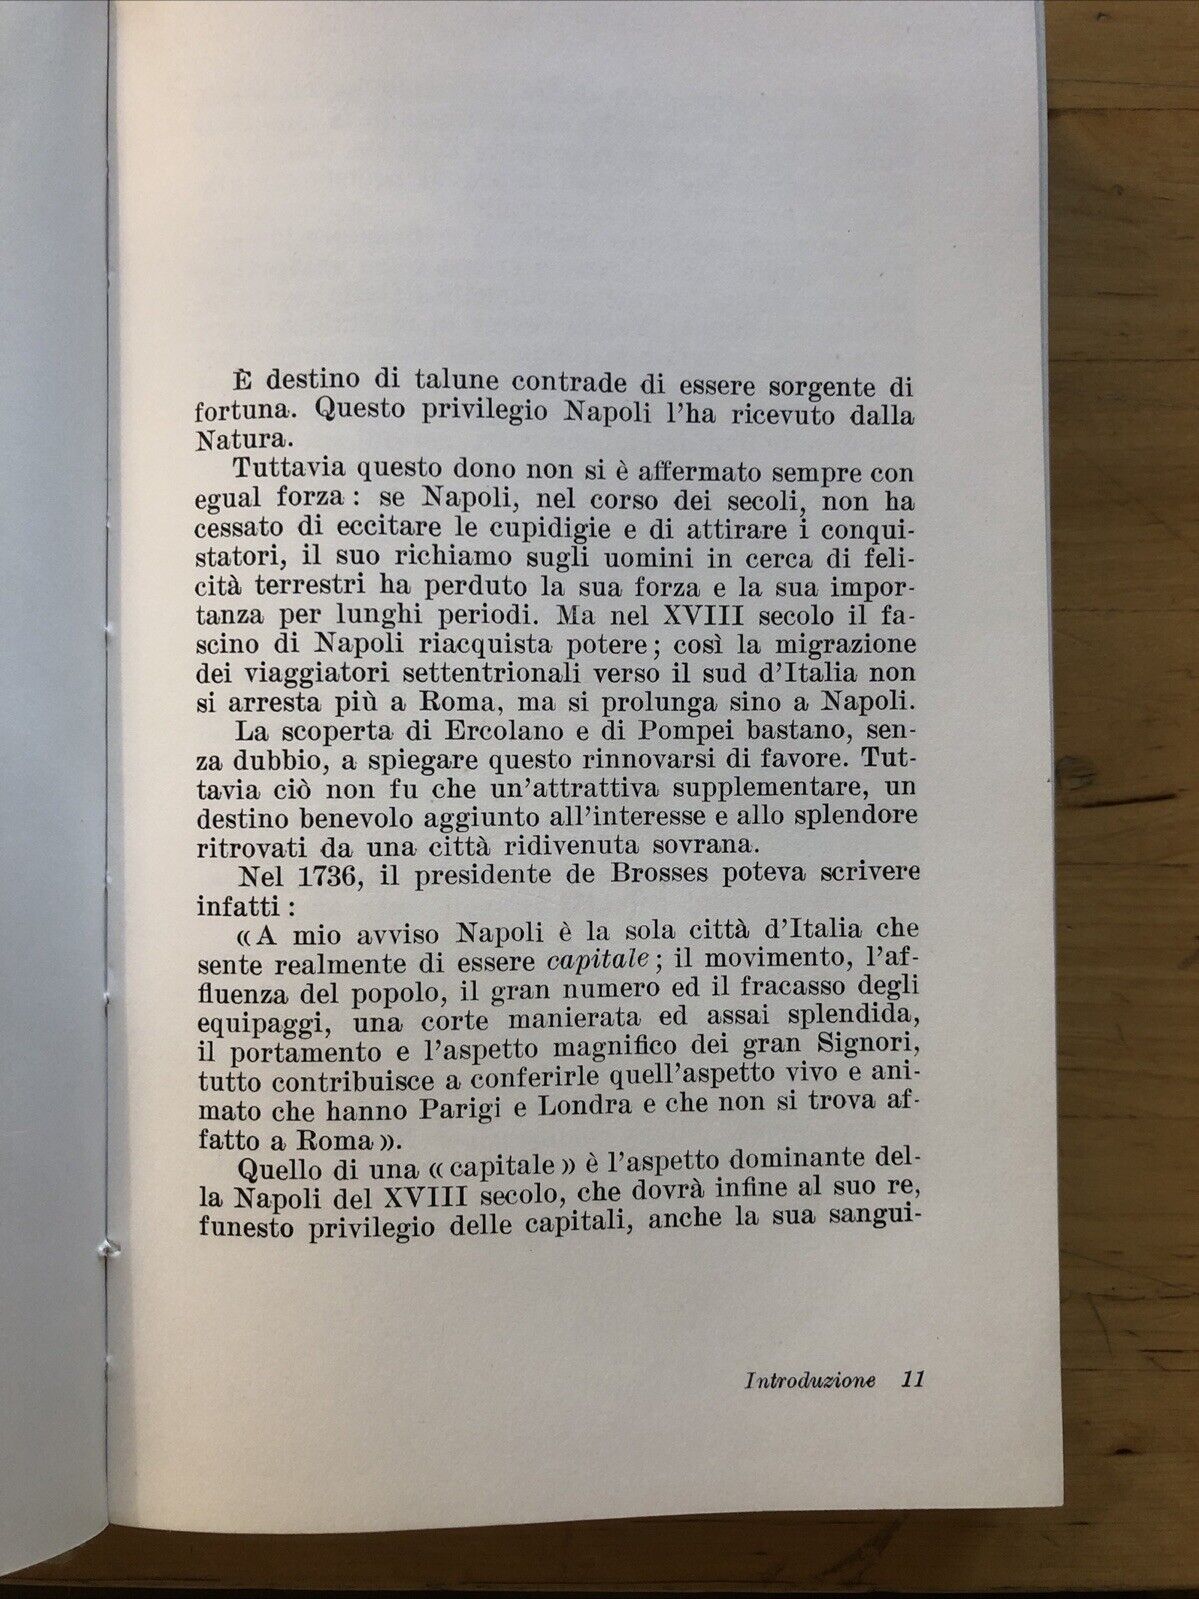 È destino di talune contrade di essere sorgente di
fortuna. Questo privilegio Napoli l'ha ricevuto dalla
Natura.
Tuttavia questo dono non si è affermato sempre con
egual forza : se Napoli, nel corso dei secoli, non ha
cessato di eccitare le cupidigie e di attirare i conqui-
statori, il suo richiamo sugli uomini in cerca di feli-
cità terrestri ha perduto la sua forza e la sua impor-
tanza per lunghi periodi. Ma nel XVIII secolo il fa-
scino di Napoli riacquista potere ; così la migrazione
dei viaggiatori settentrionali verso il sud d'Italia non
si arresta più a Roma, ma si prolunga sino a Napoli.
La scoperta di Ercolano e di Pompei bastano, sen-
za dubbio, a spiegare questo rinnovarsi di favore. Tut-
tavia ciò non fu che un'attrattiva supplementare, un
destino benevolo aggiunto all'interesse e allo splendore
ritrovati da una città ridivenuta sovrana.
Nel 1736, il presidente de Brosses poteva scrivere
infatti :
« A mio avviso Napoli è la sola città d'Italia che
sente realmente di essere capitale ; il movimento, l'af-
fluenza del popolo, il gran numero ed il fracasso degli
equipaggi, una corte manierata ed assai splendida,
il portamento e l'aspetto magnifico dei gran Signori,
tutto contribuisce a conferirle quell'aspetto vivo e ani-
mato che hanno Parigi e Londra e che non si trova af-
fatto a Roma ».
Quello di una « capitale » è l'aspetto dominante del-
la Napoli del XVIII secolo, che dovrà infine al suo re,
funesto privilegio delle capitali, anche la sua sangui-
Introduzione 11